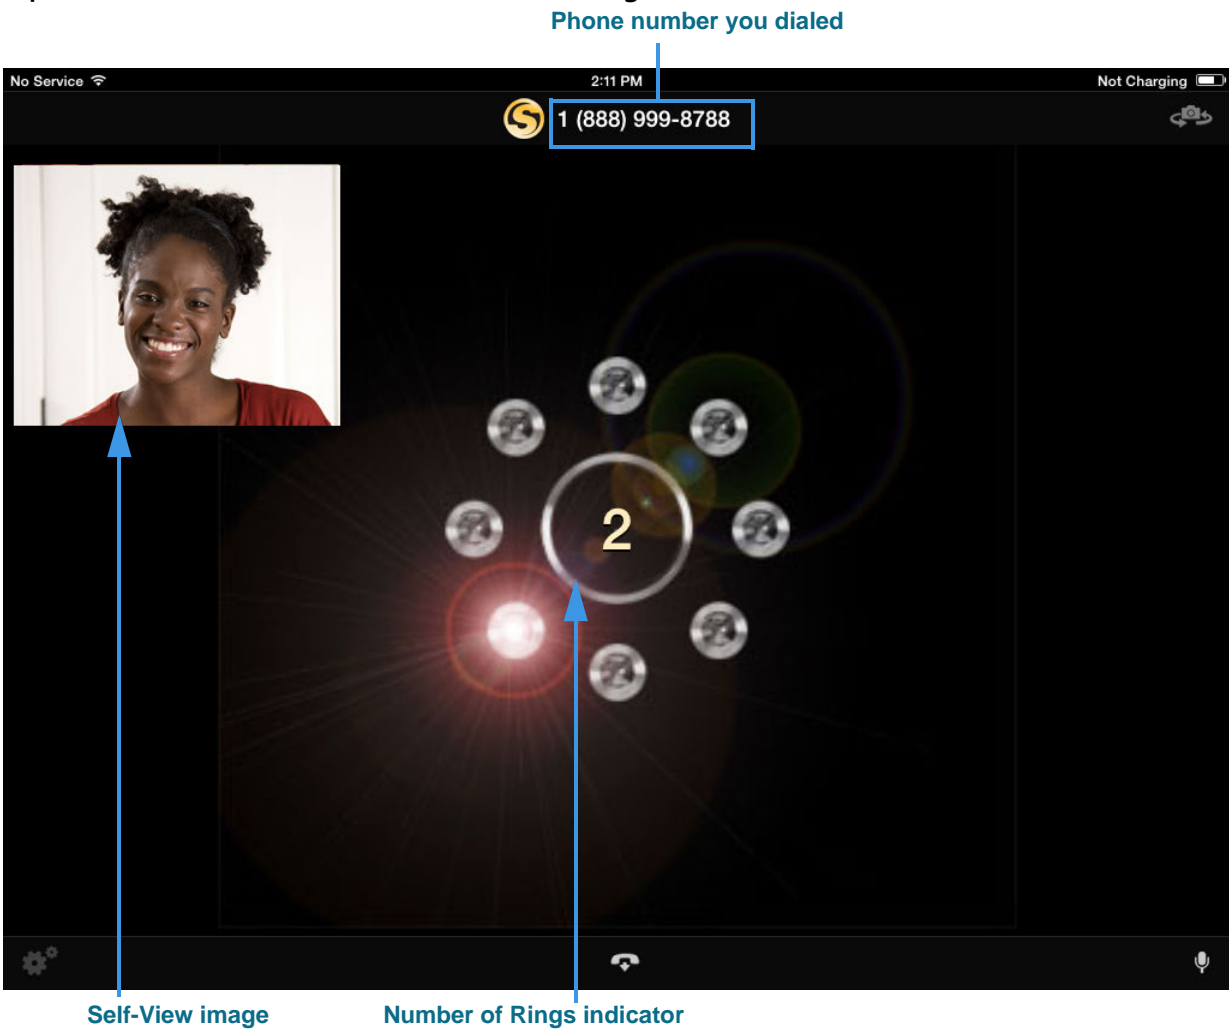 Phone number you dialed
No Service 2:11 PM Not Charging
S 1 (888) 999-8788
2
Self-View image Number of Rings indicator